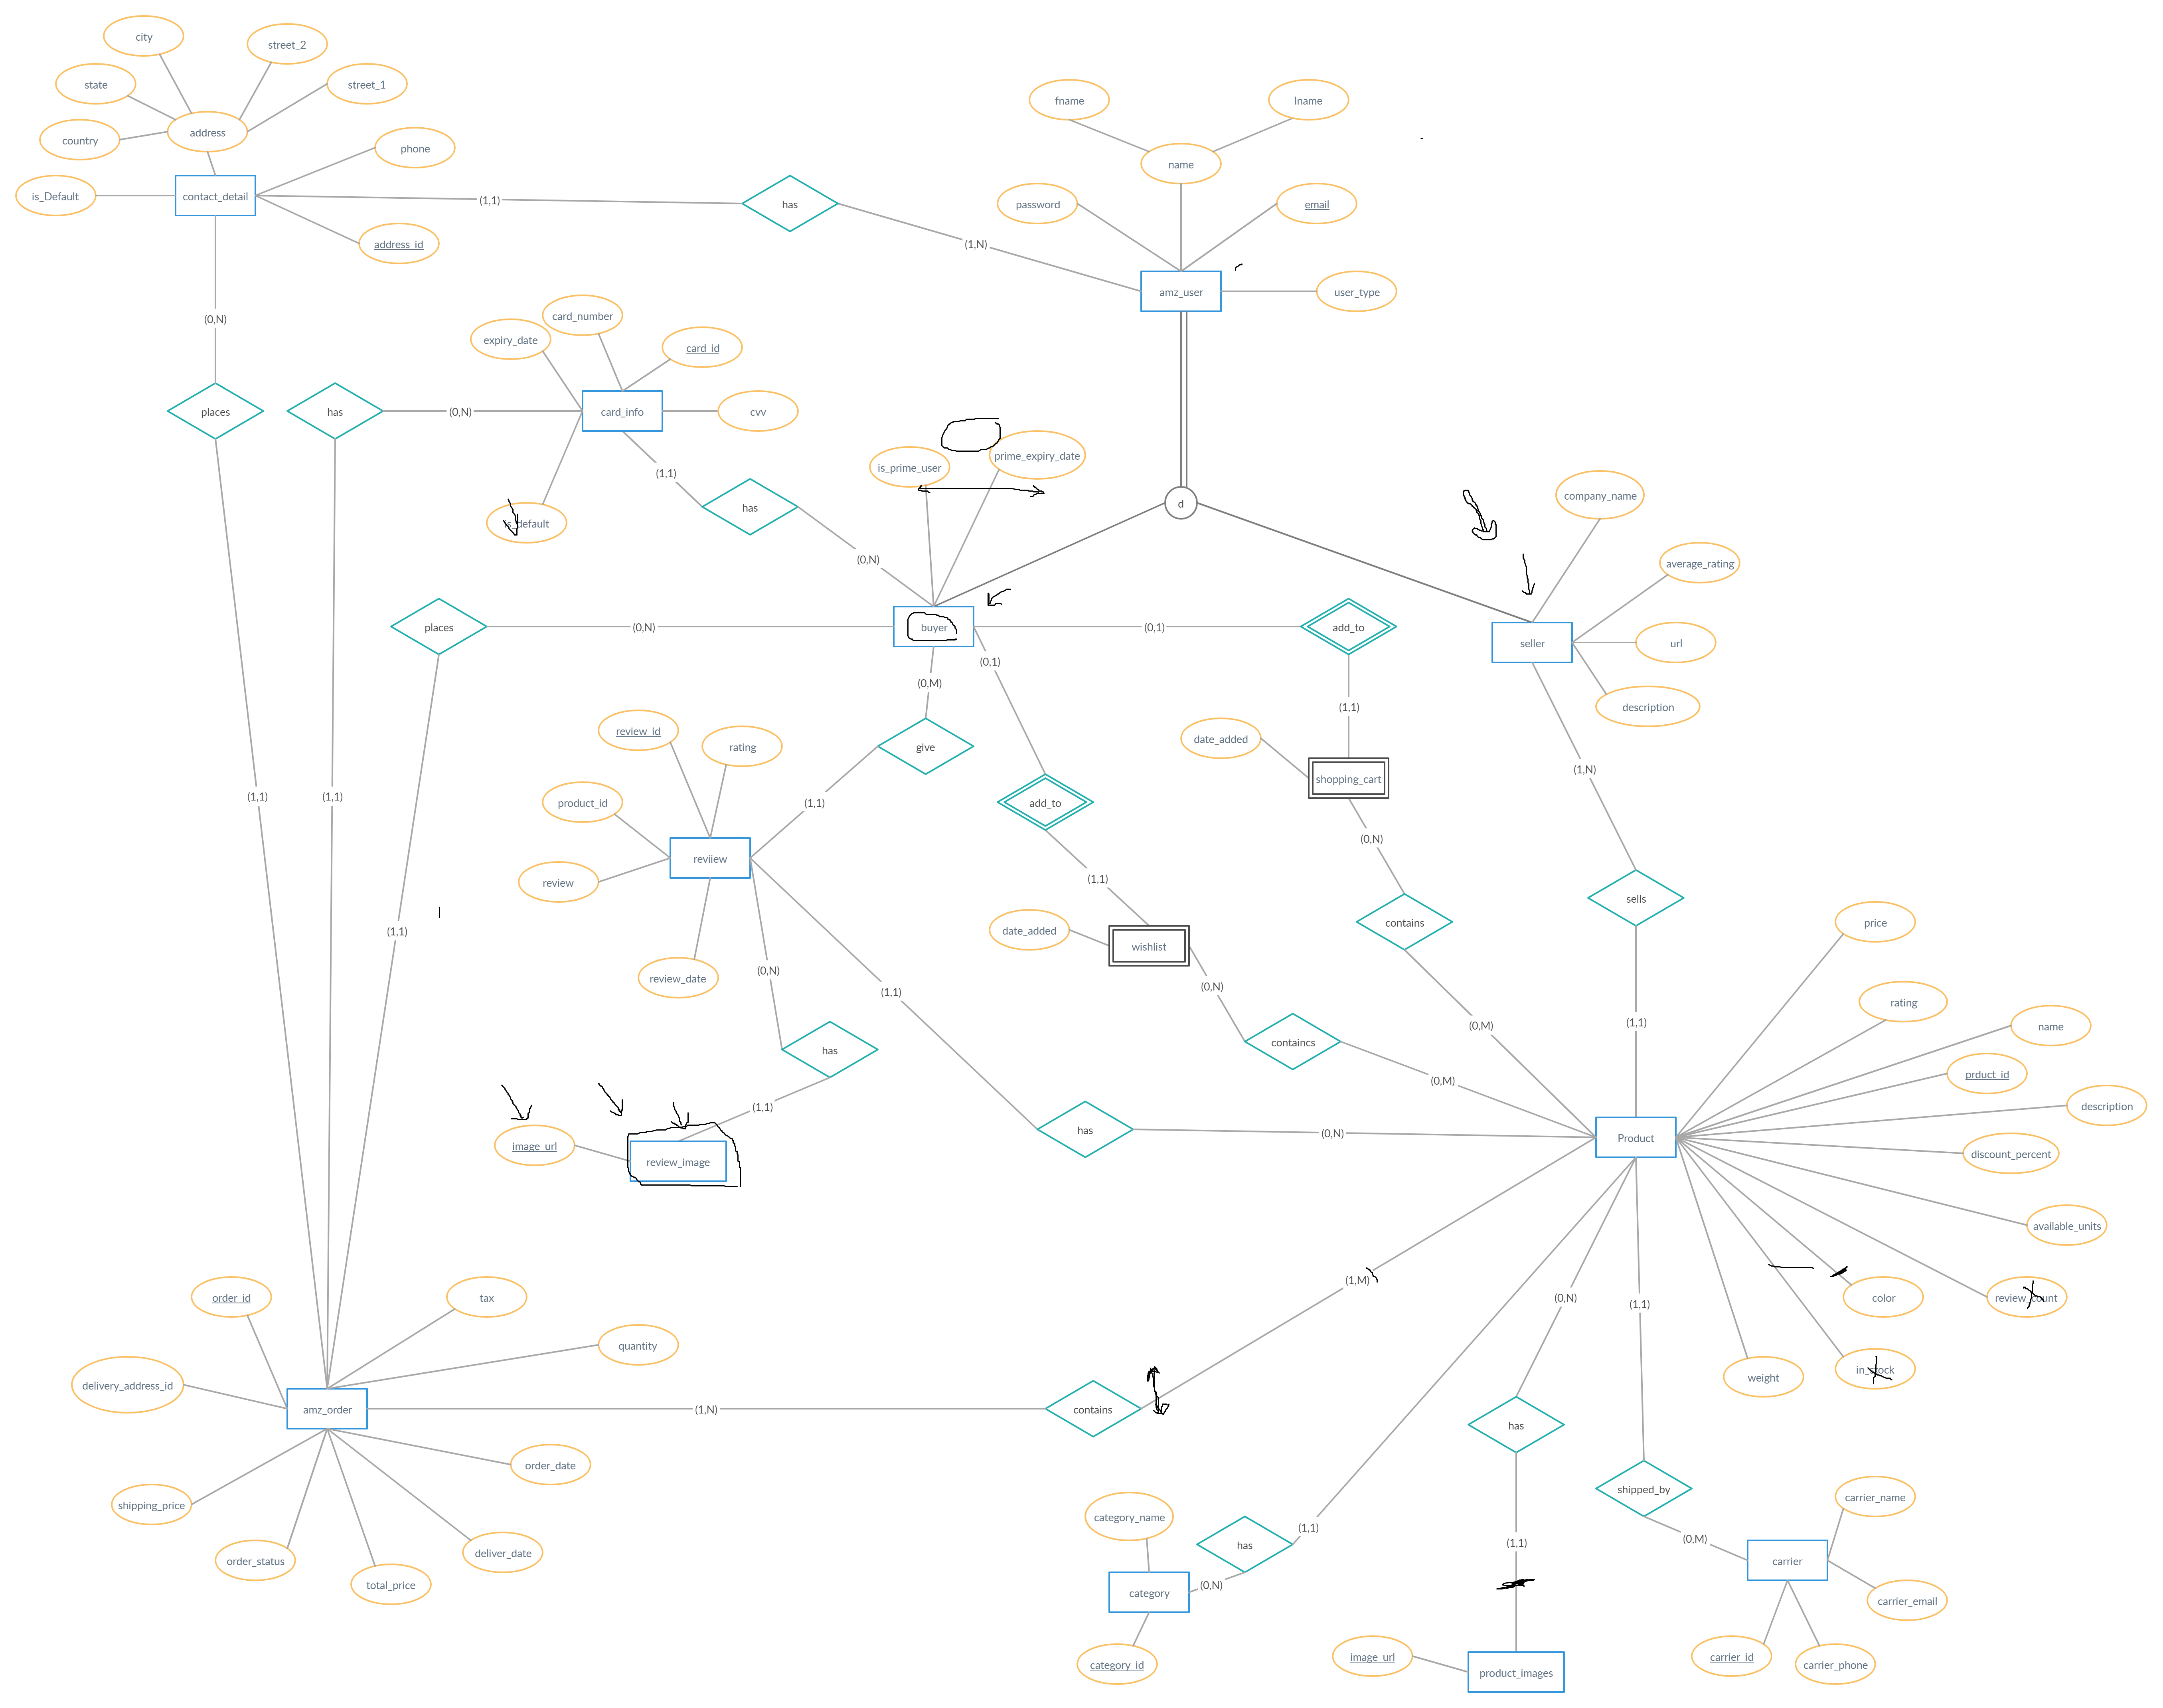 city
street_2
state
street_1
fname
lname
address
country
phone
name
is_Default
contact_detail
(1,1)
has
password
email
address_id
(1,N)
amz_user
user_type
(0,N)
card_number
expiry_date
card_id
places
has
(0,N)
card_info
cvv
is_prime_user
prime_expiry_date
(1,1)
has
d
company_name
is_default
(0,N)
average_rating
places
(0,N)
buyer
(0,1)
add_to
seller
url
(0,1)
(0,M)
(1,1)
description
review_id
rating
give
date_added
shopping_cart
(1,N)
(1,1)
(1,1)
product_id
(1,1)
add_to
(0,N)
reviiew
review
(1,1)
sells
contains
price
(1,1)
date_added
wishlist
review_date
(0,N)
(1,1)
(0,N)
rating
(0,M)
(1,1)
name
has
containcs
(0,M)
prduct_id
(1,1)
description
image_url
review_image
has
(0,N)
Product
discount_percent
available_units
(1,M)
order_id
tax
(0,N)
(1,1)
color
review_count
quantity
delivery_address_id
weight
in_stock
amz_order
(1,N)
contains
has
order_date
shipping_price
shipped_by
carrier_name
category_name
(1,1)
order_status
deliver_date
has
(1,1)
(0,M)
carrier
total_price
category
(0,N)
carrier_email
category_id
image_url
product_images
carrier_id
carrier_phone